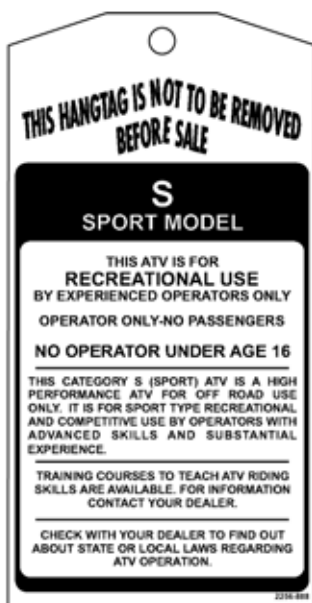 THIS HANGTAG IS NOT TO BE REMOVED
BEFORE SALE
S
SPORT MODEL
THIS ATV IS FOR
RECREATIONAL USE
BY EXPERIENCED OPERATORS ONLY
OPERATOR ONLY-NO PASSENGERS
NO OPERATOR UNDER AGE 16
THIS CATEGORY S (SPORT) ATV IS A HIGH
PERFORMANCE ATV FOR OFF ROAD USE
ONLY. IT IS FOR SPORT TYPE RECREATIONAL
AND COMPETITIVE USE BY OPERATORS WITH
ADVANCED SKILLS AND SUBSTANTIAL
EXPERIENCE.
TRAINING COURSES TO TEACH ATV RIDING
SKILLS ARE AVAILABLE. FOR INFORMATION
CONTACT YOUR DEALER.
CHECK WITH YOUR DEALER TO FIND OUT
ABOUT STATE OR LOCAL LAWS REGARDING
ATV OPERATION.